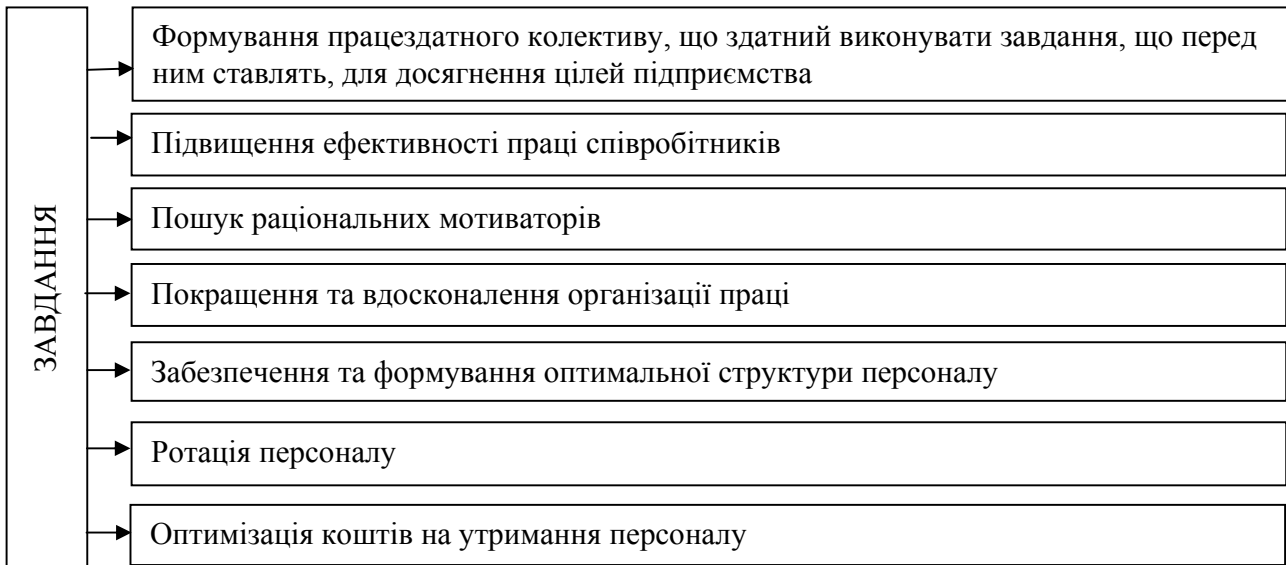 ЗАВДАННЯ
Формування працездатного колективу, що здатний виконувати завдання, що перед
ним ставлять, для досягнення цілей підприємства
Підвищення ефективності праці співробітників
Пошук раціональних мотиваторів
Покращення та вдосконалення організації праці
Забезпечення та формування оптимальної структури персоналу
Ротація персоналу
Оптимізація коштів на утримання персоналу